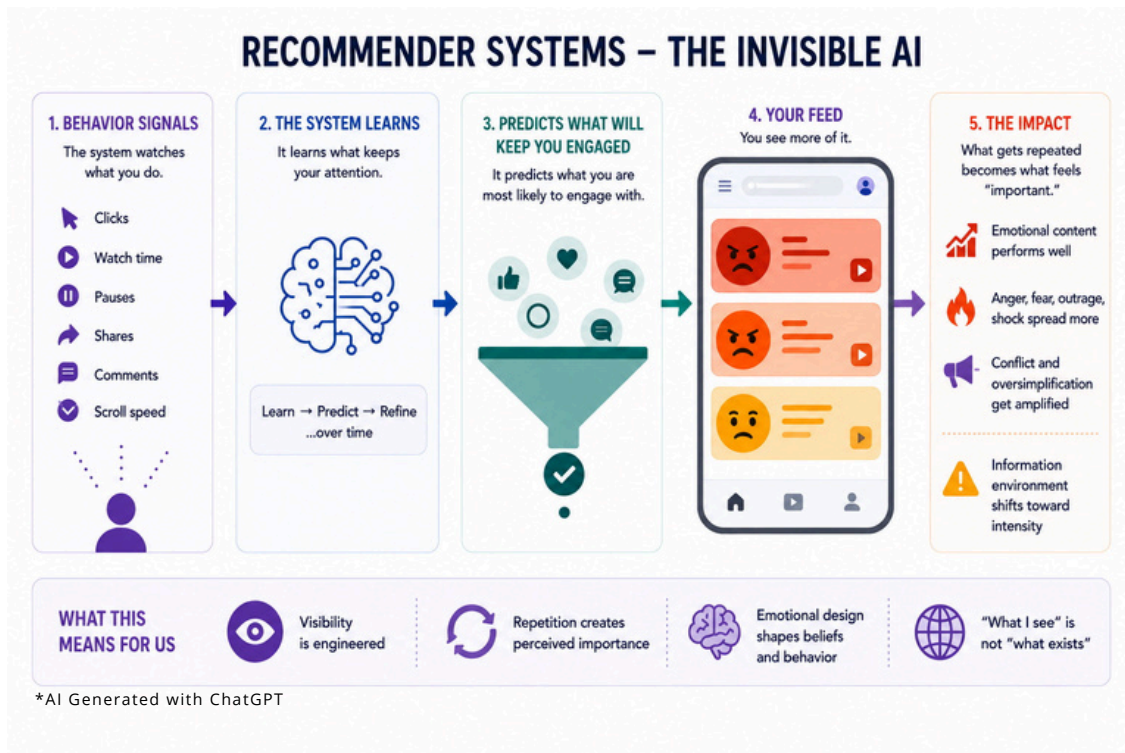 RECOMMENDER SYSTEMS – THE INVISIBLE AI
1. BEHAVIOR SIGNALS
The system watches
what you do.
Clicks
Watch time
Pauses
Shares
Comments
Scroll speed
2. THE SYSTEM LEARNS
It learns what keeps
your attention.
Learn → Predict → Refine
...over time
3. PREDICTS WHAT WILL
KEEP YOU ENGAGED
It predicts what you are
most likely to engage with.
4. YOUR FEED
You see more of it.
5. THE IMPACT
What gets repeated
becomes what feels
“important.”
Emotional content
performs well
Anger, fear, outrage,
shock spread more
Conflict and
oversimplification
get amplified
Information
environment
shifts toward
intensity
WHAT THIS
MEANS FOR US
Visibility
is engineered
Repetition creates
perceived importance
Emotional design
shapes beliefs
and behavior
“What I see” is
not “what exists”
*AI Generated with ChatGPT